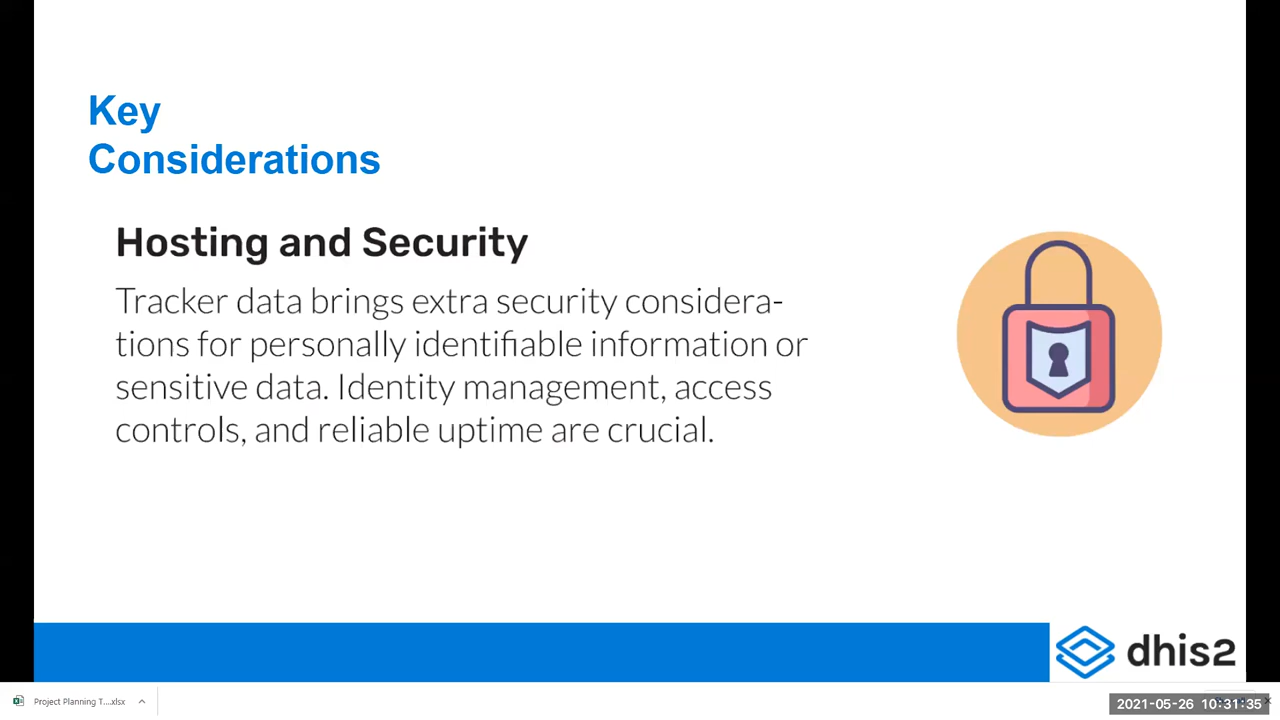 Key
Considerations
Hosting and Security
Tracker data brings extra security considera-
tions for personally identifiable information or
sensitive data. Identity management, access
controls, and reliable uptime are crucial.
dhis2
Project Planning T....xlsx
2021-05-26 10:31:35